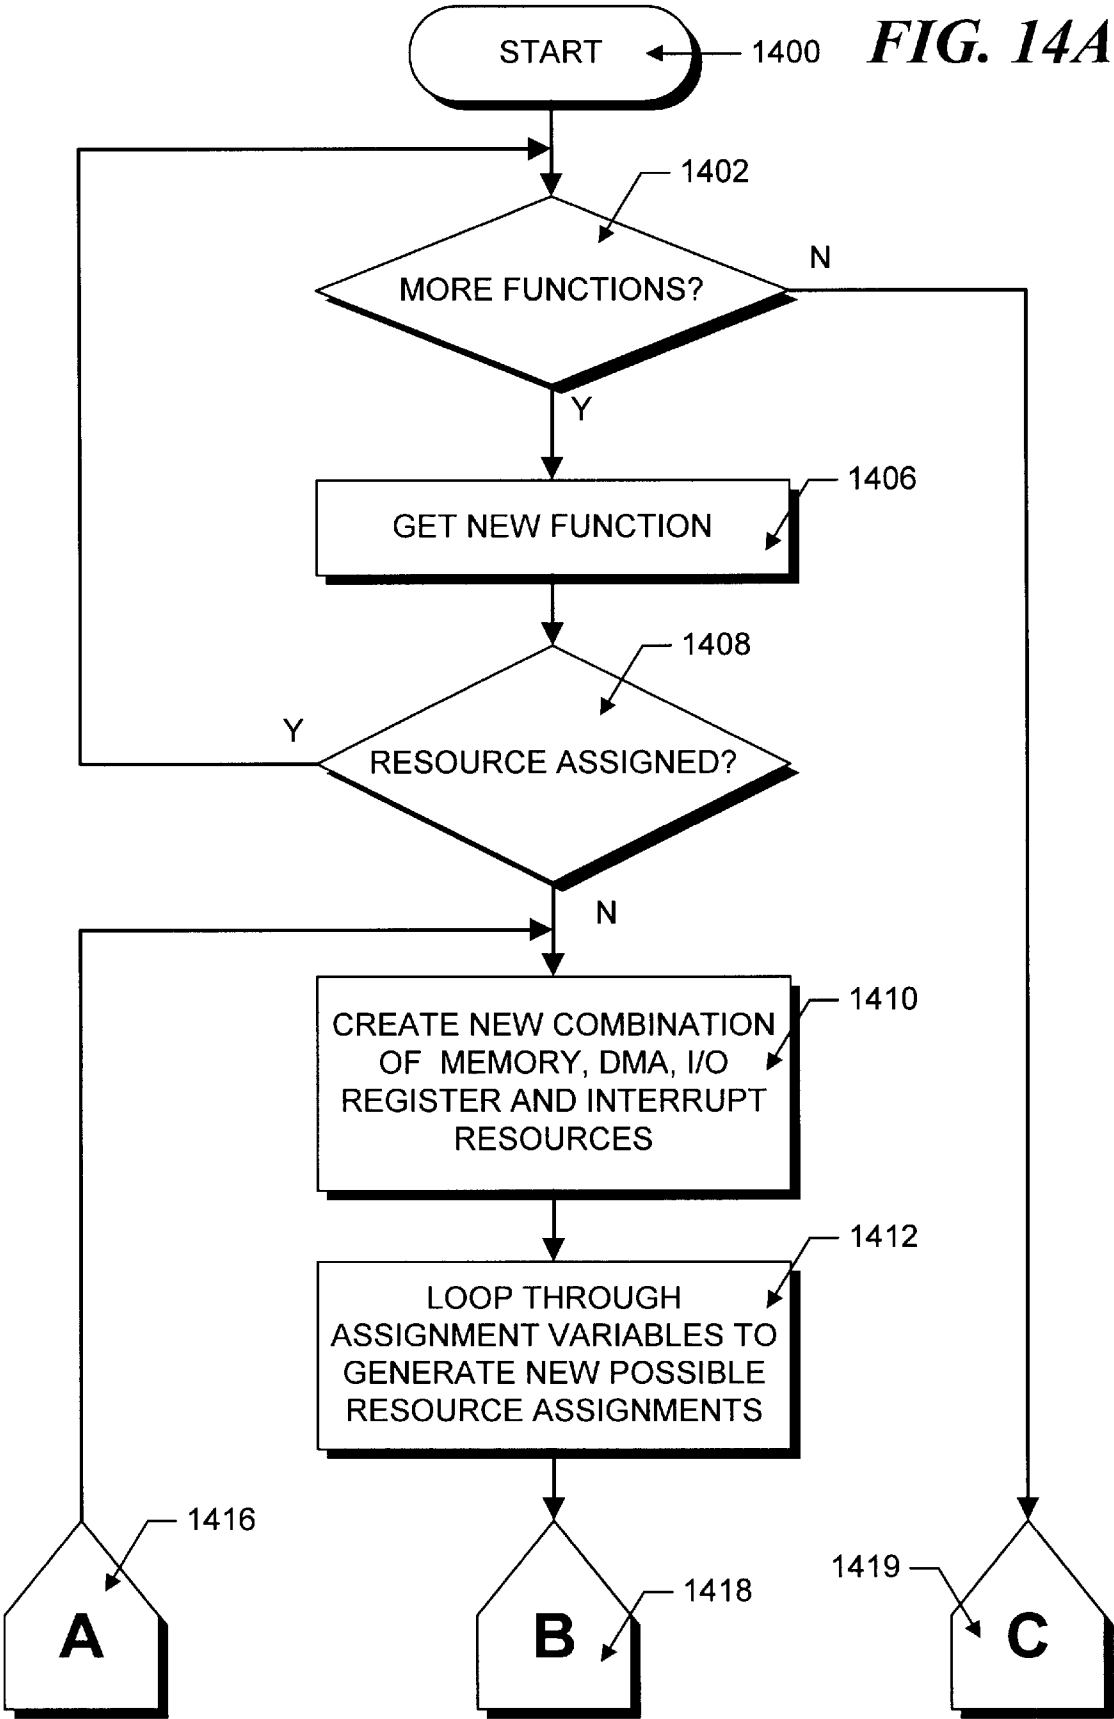 START
1400
FIG. 14A
1402
N
MORE FUNCTIONS?
Y
1406
GET NEW FUNCTION
1408
Y
RESOURCE ASSIGNED?
N
1410
CREATE NEW COMBINATION
OF MEMORY, DMA, I/O
REGISTER AND INTERRUPT
RESOURCES
1412
LOOP THROUGH
ASSIGNMENT VARIABLES TO
GENERATE NEW POSSIBLE
RESOURCE ASSIGNMENTS
1416
A
1418
B
1419
C